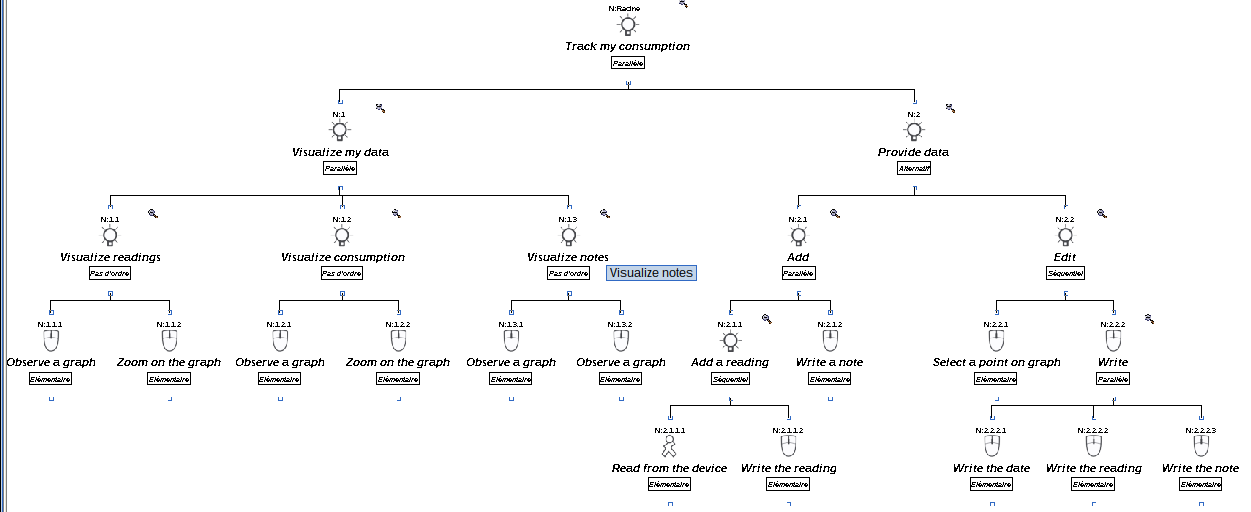 N:Racine
Track my consumption
Parallèle
N:1
N:2
Visualize my data
Provide data
Parallèle
Alternatif
N:1.1
N:1.2
N:1.3
N:2.1
N:2.2
Visualize readings
Visualize consumption
Visualize notes
Add
Edit
Pas d'ordre
Pas d'ordre
Pas d'ordre
Visualize notes
Parallèle
Séquentiel
N:1.1.1
N:1.1.2
N:1.2.1
N:1.2.2
N:1.3.1
N:1.3.2
N:2.1.1
N:2.1.2
N:2.2.1
N:2.2.2
Observe a graph
Zoom on the graph
Observe a graph
Zoom on the graph
Observe a graph
Observe a graph
Add a reading
Write a note
Select a point on graph
Write
Elémentaire
Elémentaire
Elémentaire
Elémentaire
Elémentaire
Elémentaire
Séquentiel
Elémentaire
Elémentaire
Parallèle
N:2.1.1.1
N:2.1.1.2
N:2.2.2.1
N:2.2.2.2
N:2.2.2.3
Read from the device
Write the reading
Write the date
Write the reading
Write the note
Elémentaire
Elémentaire
Elémentaire
Elémentaire
Elémentaire